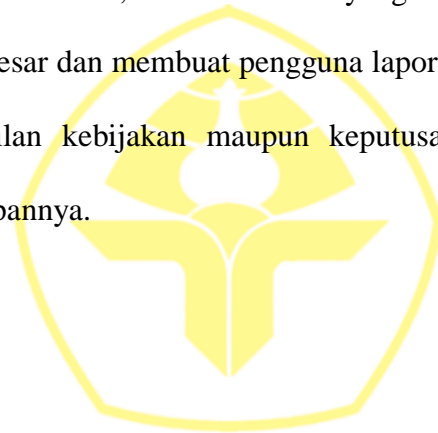 esar dan membuat pengguna lapor
lan kebijakan maupun keputusa
pannya.